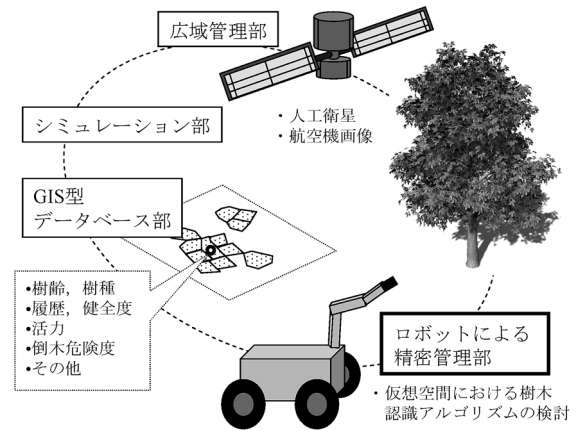 広域管理部
・人工衛星
・航空機画像
シミュレーション部
GIS型
データベース部
•樹齢，樹種
•履歴，健全度
•活力
•倒木危険度
•その他
ロボットによる
精密管理部
・仮想空間における樹木
認識アルゴリズムの検討